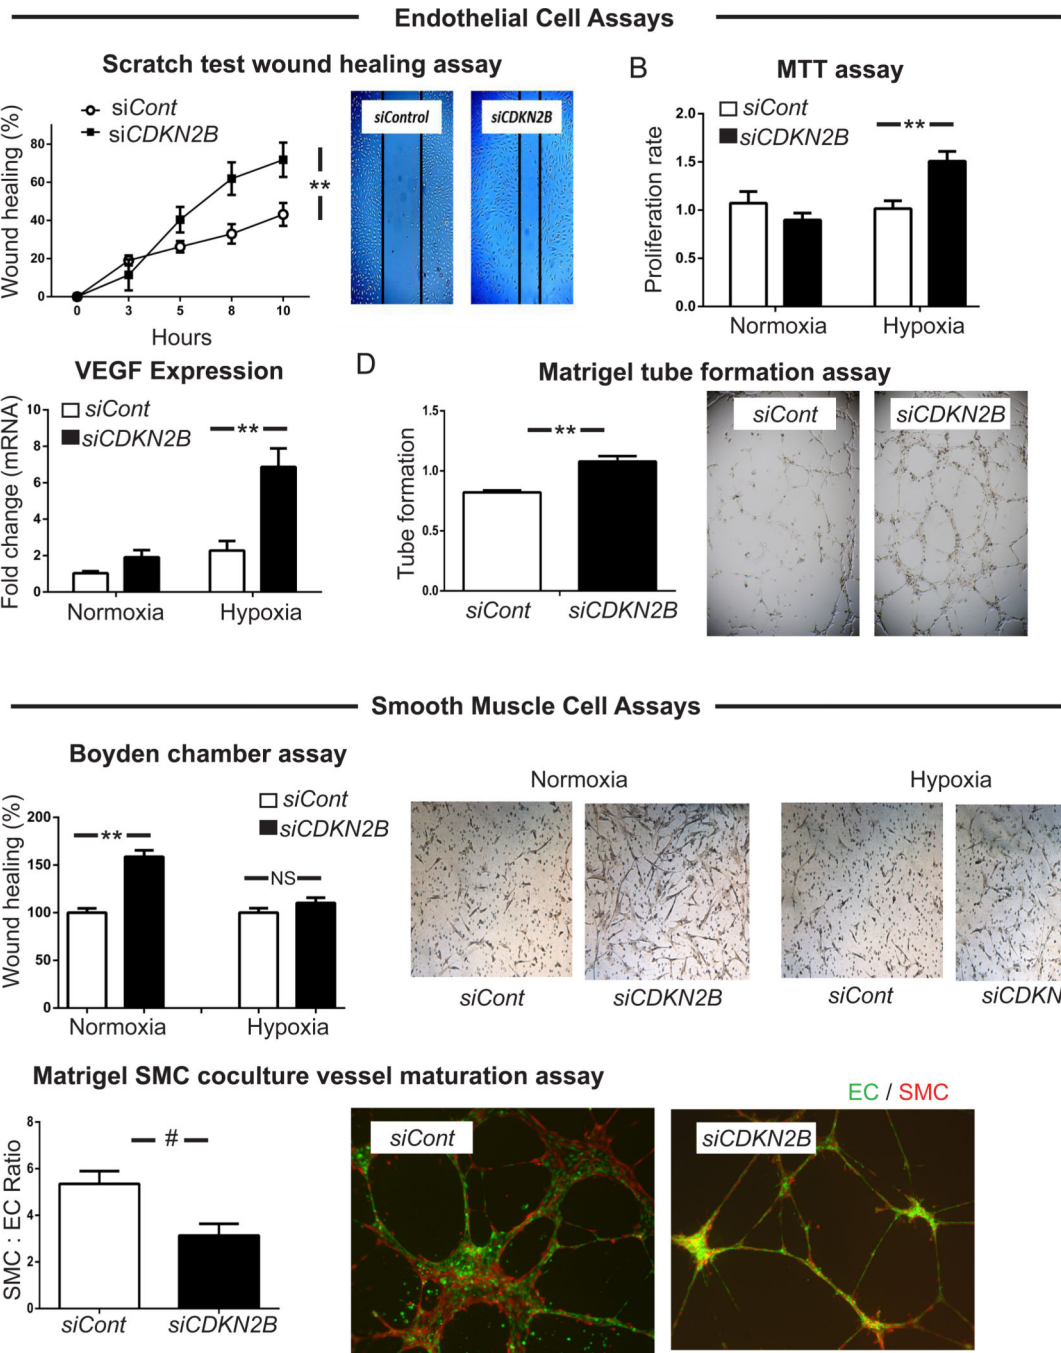 Endothelial Cell Assays
Scratch test wound healing assay
Wound healing (%)
siCont
siCDKN2B
80
60
40
20
0
0 3 5 8 10
Hours
**
siControl
siCDKN2B
B
MTT assay
Proliferation rate
siCont
siCDKN2B
**
2.0
1.5
1.0
0.5
0.0
Normoxia Hypoxia
VEGF Expression
Fold change (mRNA)
siCont
siCDKN2B
**
10
8
6
4
2
0
Normoxia Hypoxia
D
Matrigel tube formation assay
Tube formation
1.5
1.0
0.5
0.0
**
siCont siCDKN2B
siCont
siCDKN2B
Smooth Muscle Cell Assays
Boyden chamber assay
Wound healing (%)
siCont
siCDKN2B
200
150
100
50
0
**
NS
Normoxia Hypoxia
Normoxia
Hypoxia
siCont
siCDKN2B
siCont
siCDKN
Matrigel SMC coculture vessel maturation assay
SMC : EC Ratio
8
6
4
2
0
#
siCont siCDKN2B
EC / SMC
siCont
siCDKN2B